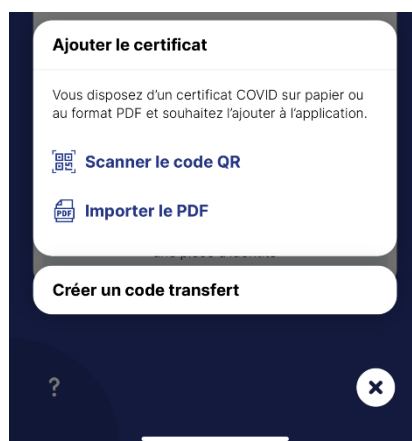 Ajouter le certificat
Vous disposez d'un certificat COVID sur papier ou
au format PDF et souhaitez l'ajouter à l'application.
Scanner le code QR
PDF
Importer le PDF
Créer un code transfert
?